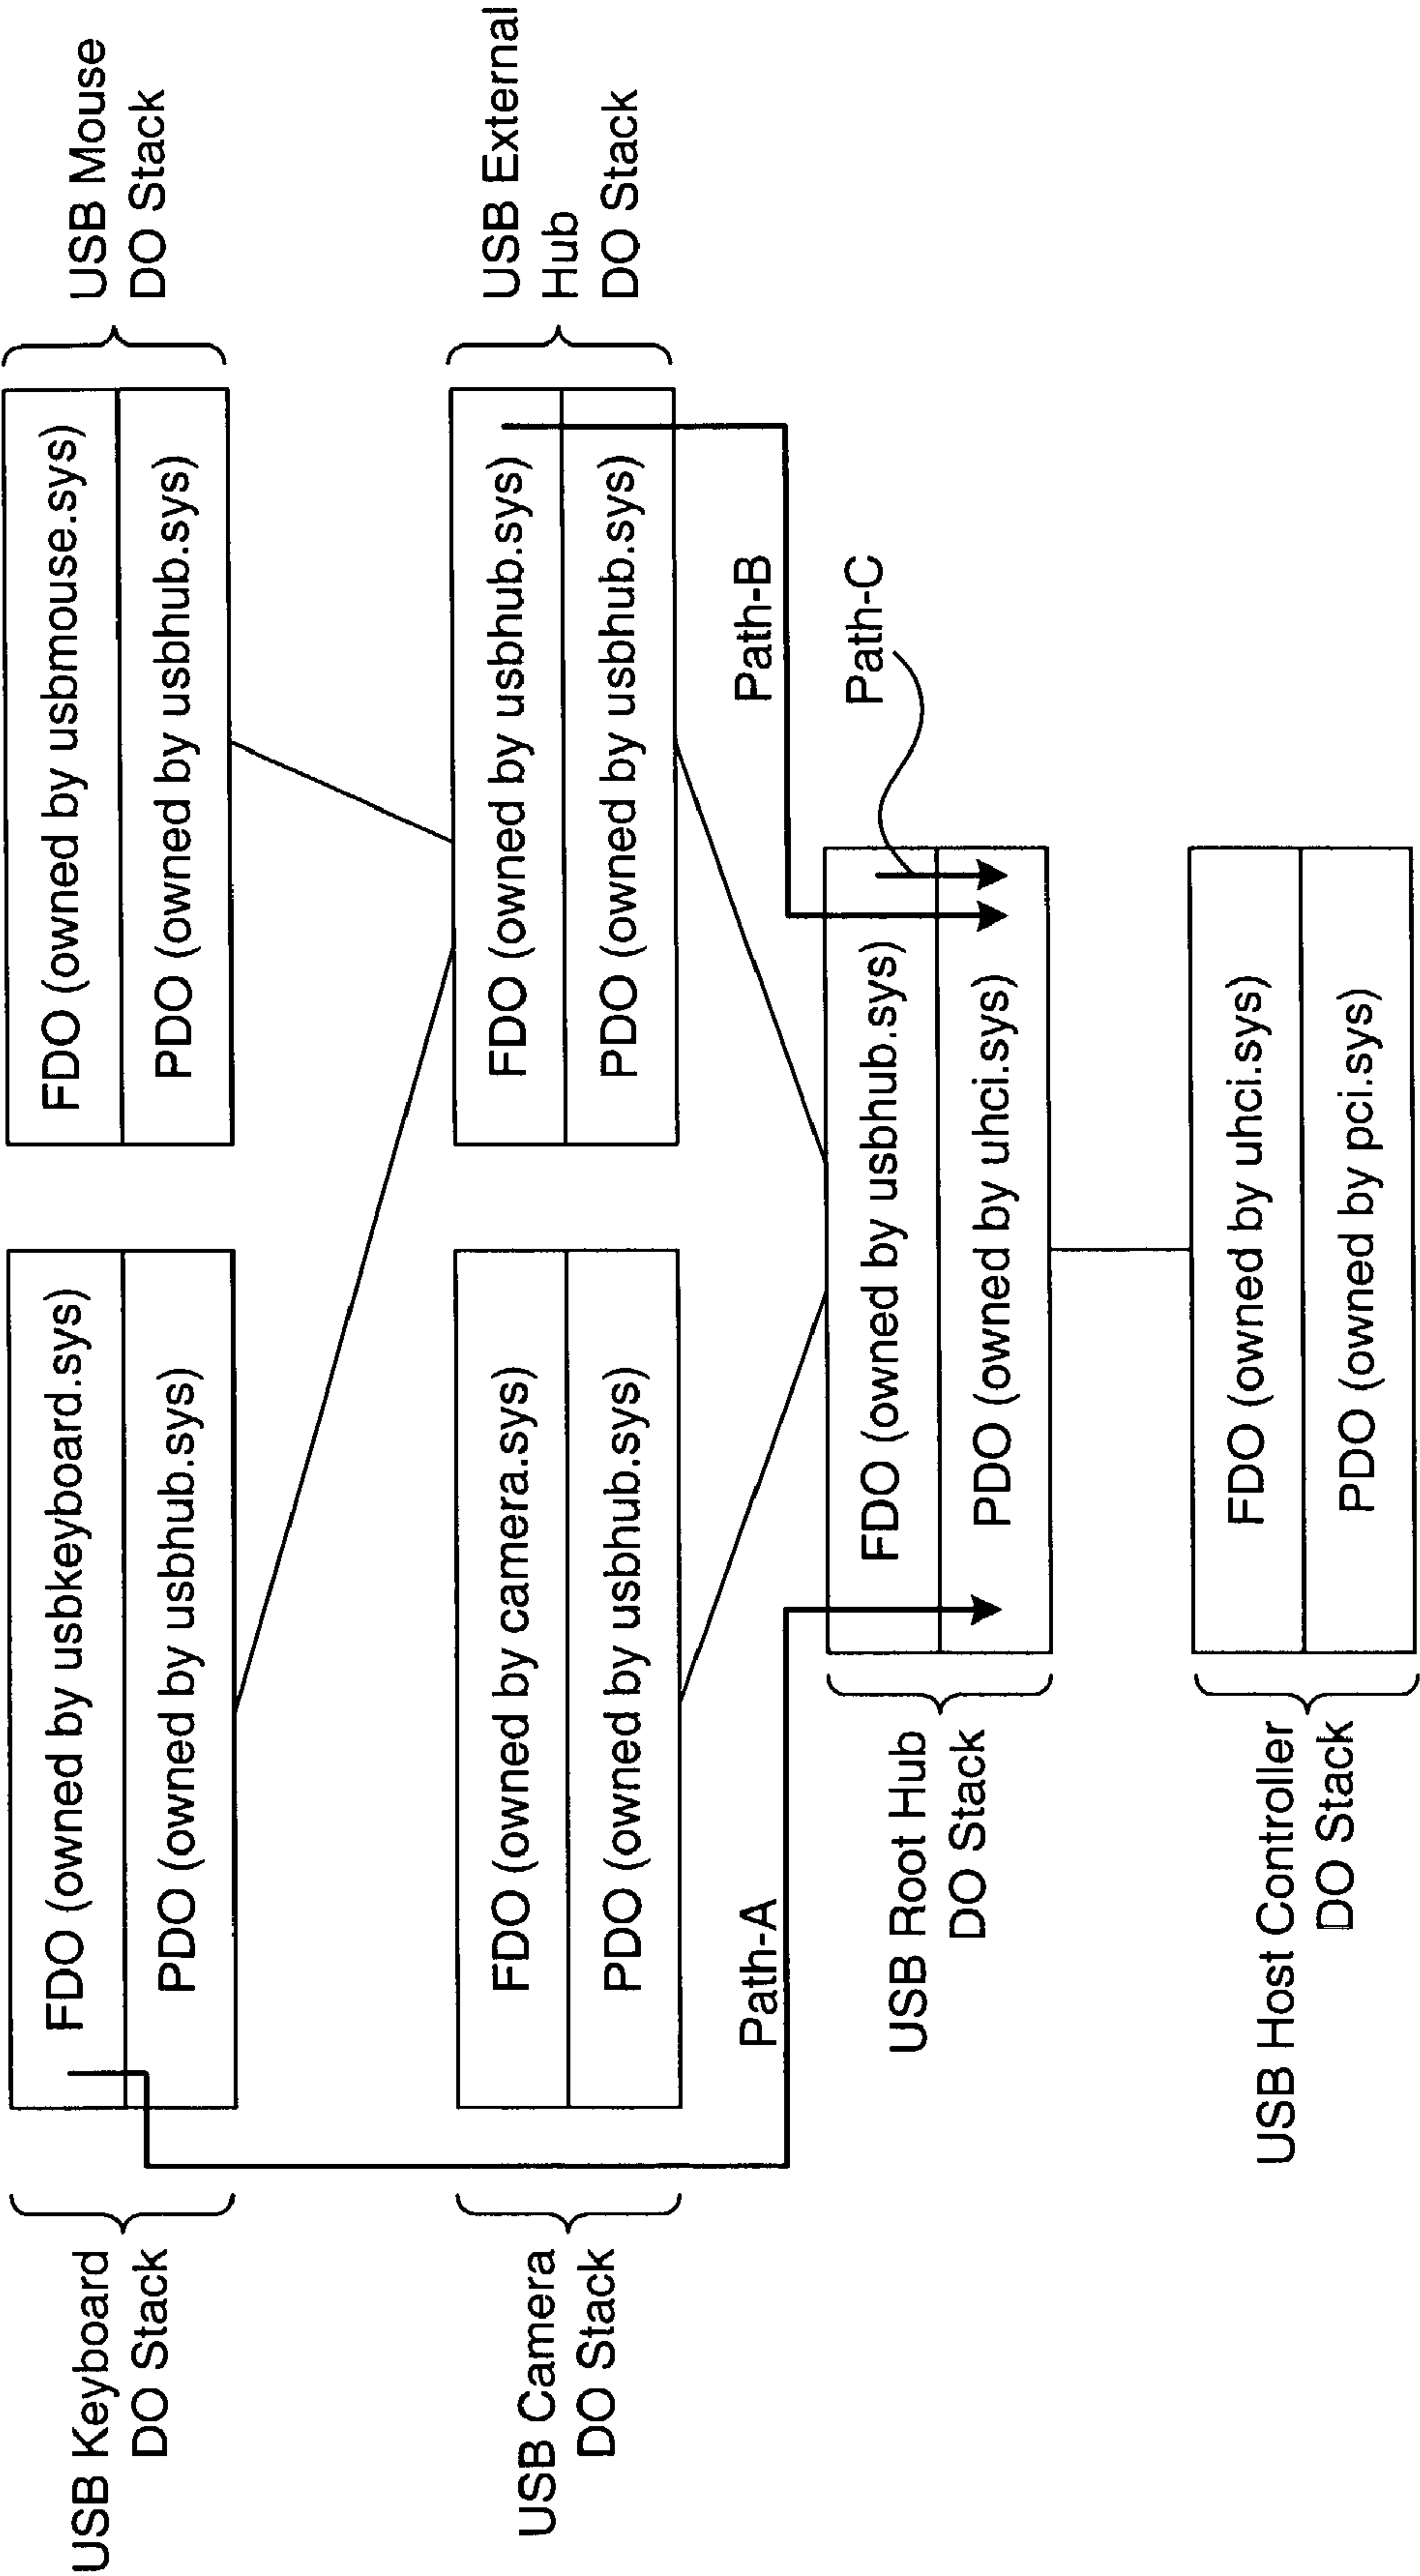 USB Keyboard
DO Stack
FDO (owned by usbkeyboard.sys)
PDO (owned by usbhub.sys)
FDO (owned by usbmouse.sys)
PDO (owned by usbhub.sys)
USB Mouse
DO Stack
USB Camera
DO Stack
FDO (owned by camera.sys)
PDO (owned by usbhub.sys)
FDO (owned by usbhub.sys)
PDO (owned by usbhub.sys)
USB External
Hub
DO Stack
Path-A
Path-B
Path-C
USB Root Hub
DO Stack
FDO (owned by usbhub.sys)
PDO (owned by uhci.sys)
USB Host Controller
DO Stack
FDO (owned by uhci.sys)
PDO (owned by pci.sys)